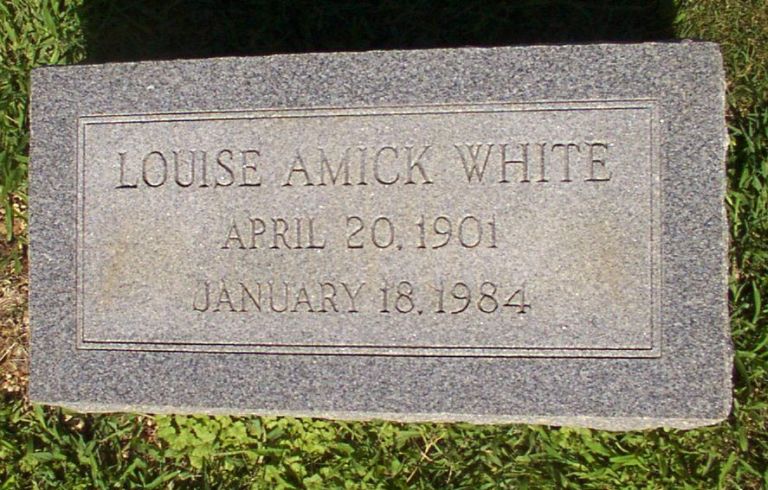 LOUISE AMICK WHITE
APRIL 20, 1901
JANUARY 18, 1984